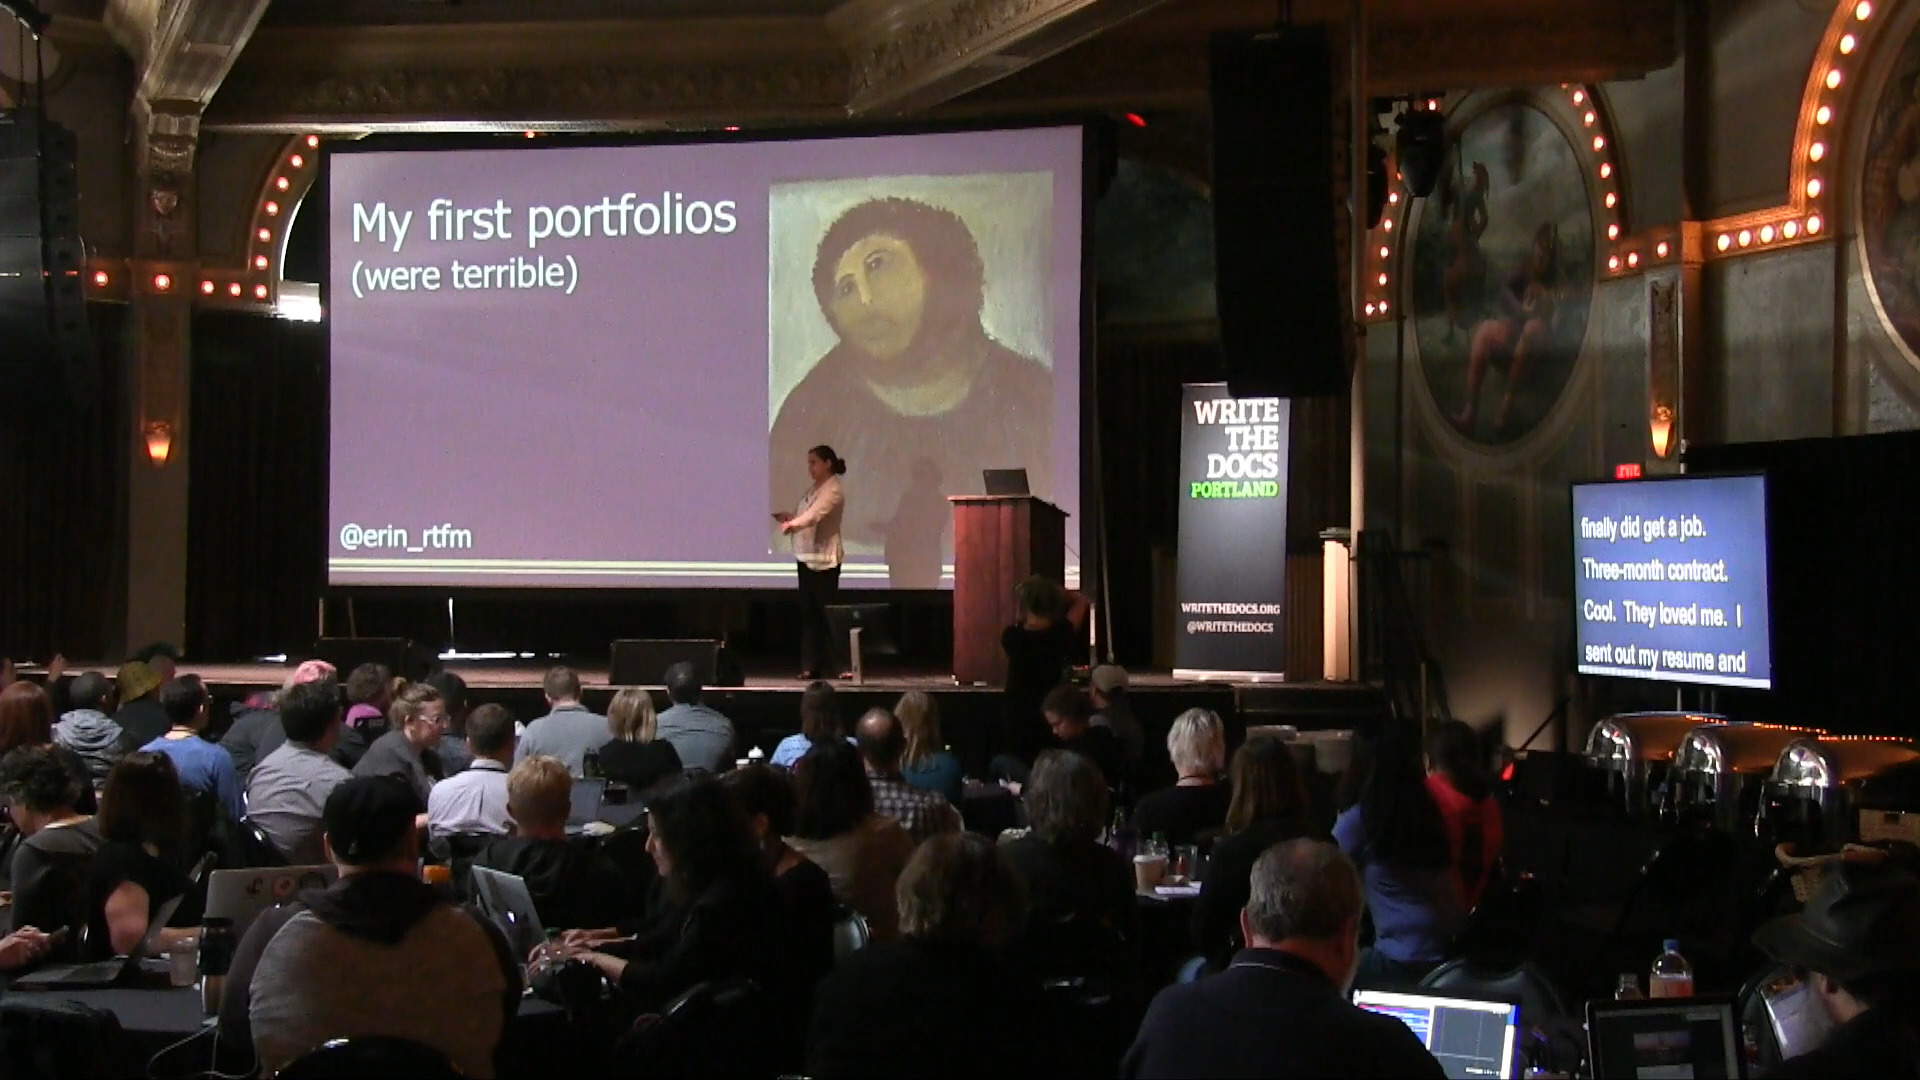 My first portfolios
(were terrible)
@erin_rtfm
WRITE
THE
DOCS
PORTLAND
WRITETHEDOCS.ORG
@WRITETHEDOCS
EXIT
finally did get a job.
Three-month contract.
Cool. They loved me. I
sent out my resume and